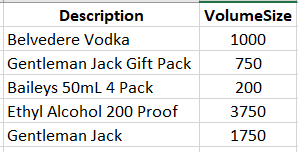 Description VolumeSize
Belvedere Vodka 1000
Gentleman Jack Gift Pack 750
Baileys 50mL 4 Pack 200
Ethyl Alcohol 200 Proof 3750
Gentleman Jack 1750